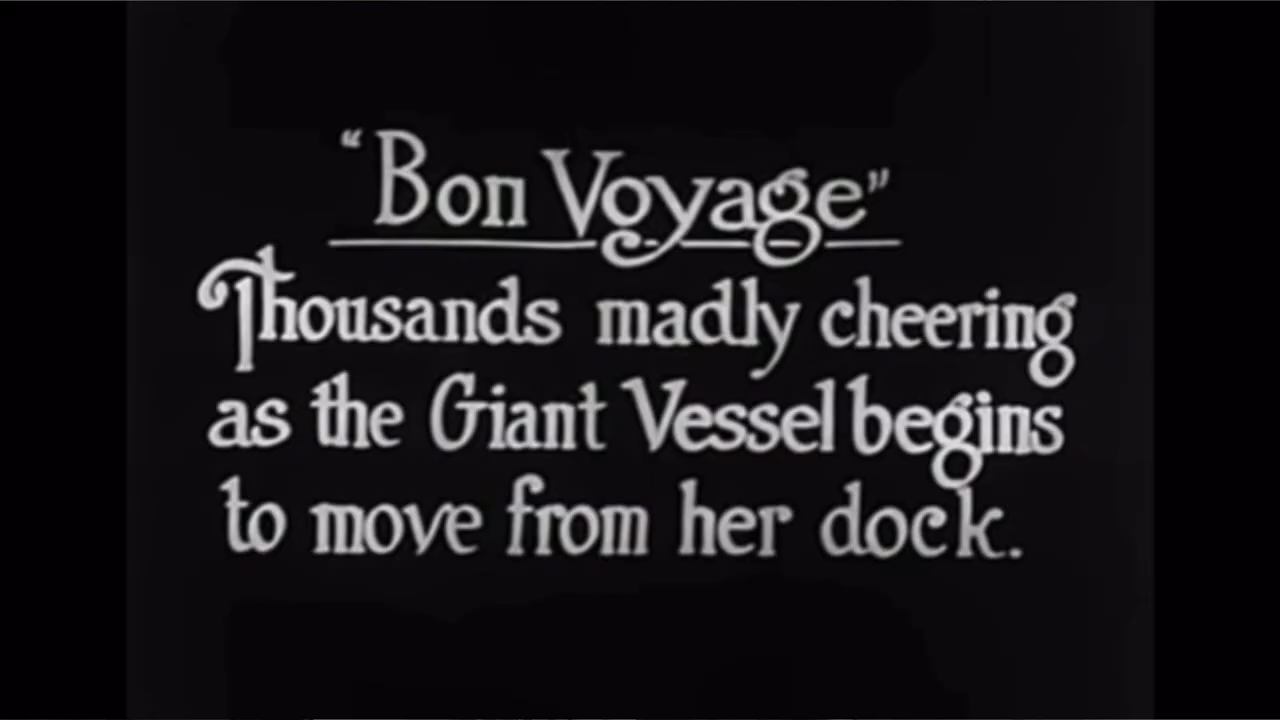 “Bon Voyage”
Thousands madly cheering
as the Giant Vessel begins
to move from her dock.